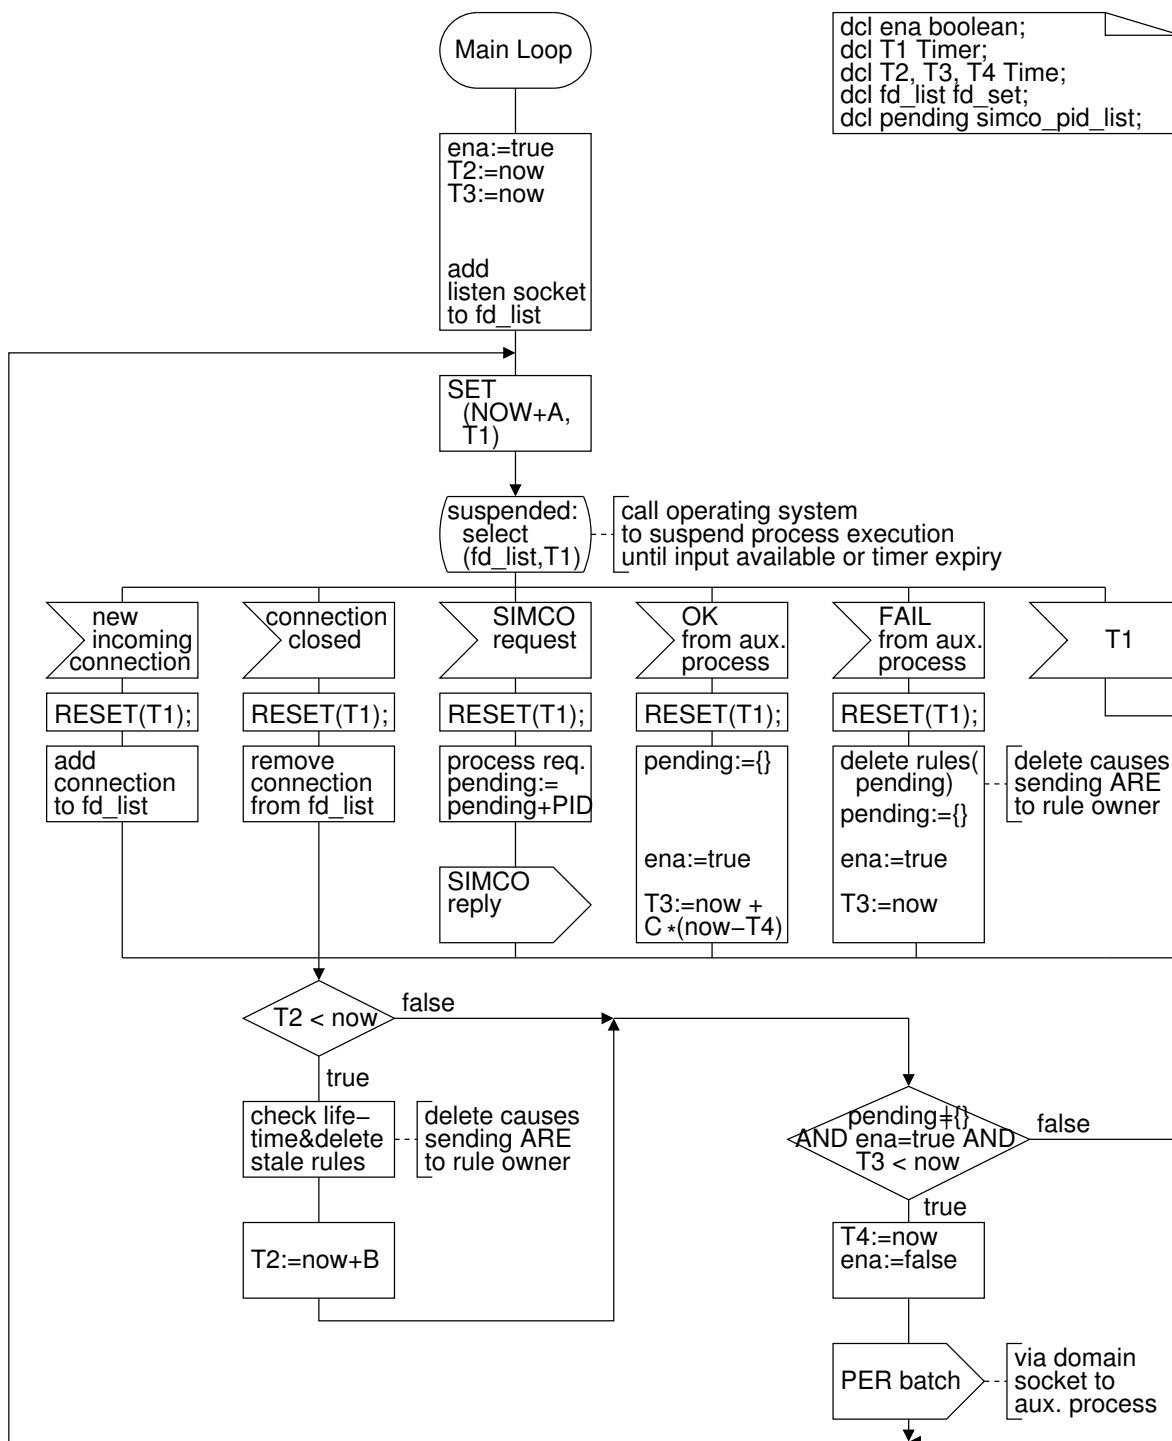 Main Loop
dcl ena boolean;
dcl T1 Timer;
dcl T2, T3, T4 Time;
dcl fd_list fd_set;
dcl pending simco_pid_list;
ena:=true
T2:=now
T3:=now
add
listen socket
to fd_list
SET
(NOW+A,
T1)
suspended:
select
(fd_list,T1)
call operating system
to suspend process execution
until input available or timer expiry
new
incoming
connection
connection
closed
SIMCO
request
OK
from aux.
process
FAIL
from aux.
process
T1
RESET(T1);
RESET(T1);
RESET(T1);
RESET(T1);
RESET(T1);
add
connection
to fd_list
remove
connection
from fd_list
process req.
pending:=
pending+PID
SIMCO
reply
pending:={}
ena:=true
T3:=now +
C*(now−T4)
delete rules(
pending)
pending:={}
ena:=true
T3:=now
delete causes
sending ARE
to rule owner
T2 < now
false
true
check life−
time&delete
stale rules
delete causes
sending ARE
to rule owner
T2:=now+B
pending≠{}
AND ena=true AND
T3 < now
false
true
T4:=now
ena:=false
PER batch
via domain
socket to
aux. process